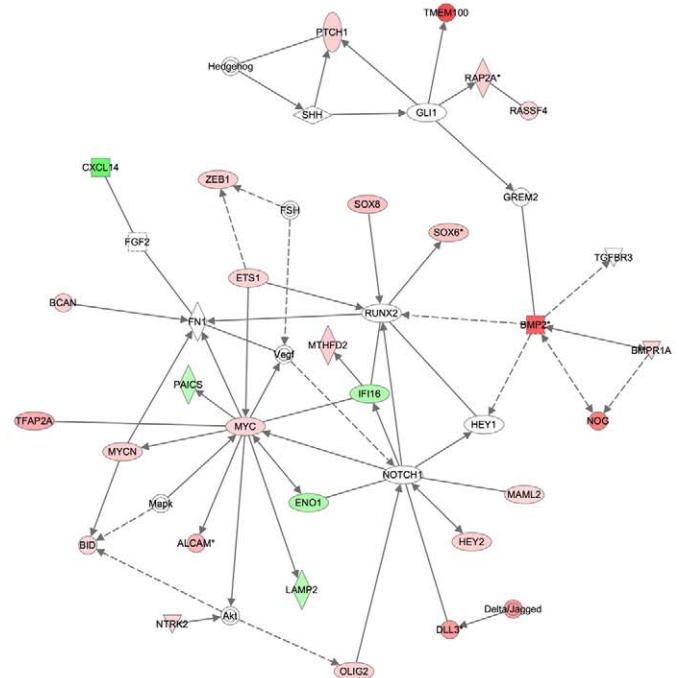 TMEM100
PTCH1
Hedgehog
RAP2A*
RASSF4
SHH
GLI1
CXCL14
ZEB1
FSH
SOX8
GREM2
SOX6*
FGF2
TGFBR3
ETS1
BCAN
FN1
RUNX2
BMP2*
MTHFD2
Vegf
BMPR1A
PAICS
IFI16
TFAP2A
MYC
HEY1
NOG
MYCN
NOTCH1
Mapk
ENO1
MAML2
BID
ALCAM*
HEY2
LAMP2
NTRK2
Akt
DLL3*
Delta/Jagged
OLIG2